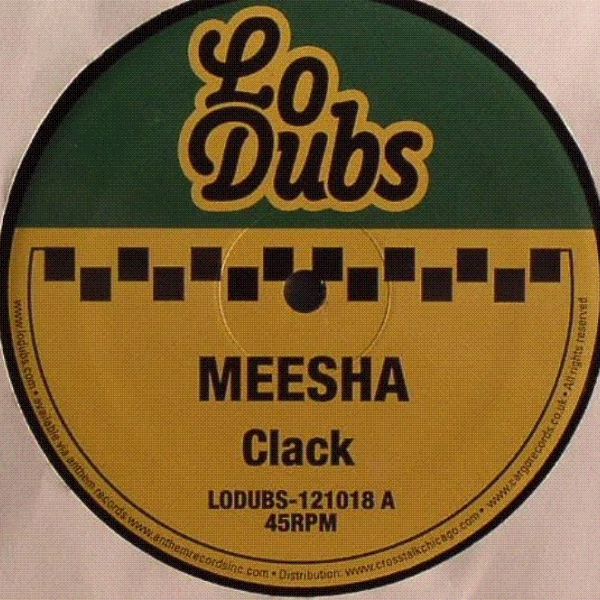 Lo
Dubs
MEESHA
Clack
LODUBS-121018 A
45RPM
www.lodubs.com • available via anthem records www.anthemrecordsinc.com • Distribution: www.crosstalkchicago.com • www.cargorecords.co.uk • All rights reserved